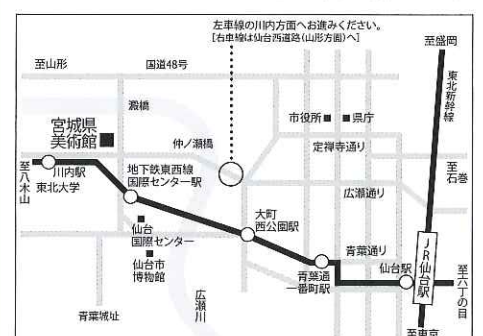 左車線の川内方面へお進みください。
[右車線は仙台西道路(山形方面)へ]
至盛岡
至山形
国道48号
東北新幹線
澱橋
市役所
県庁
宮城県
美術館
仲ノ瀬橋
定禅寺通り
至石巻
川内駅
至八木山
東北大学
地下鉄東西線
国際センター駅
広瀬通り
仙台
国際センター
大町
西公園駅
仙台市
博物館
青葉通り
青葉通
一番町駅
仙台駅
JR仙台駅
至六丁の目
広瀬川
青葉城址
至東京